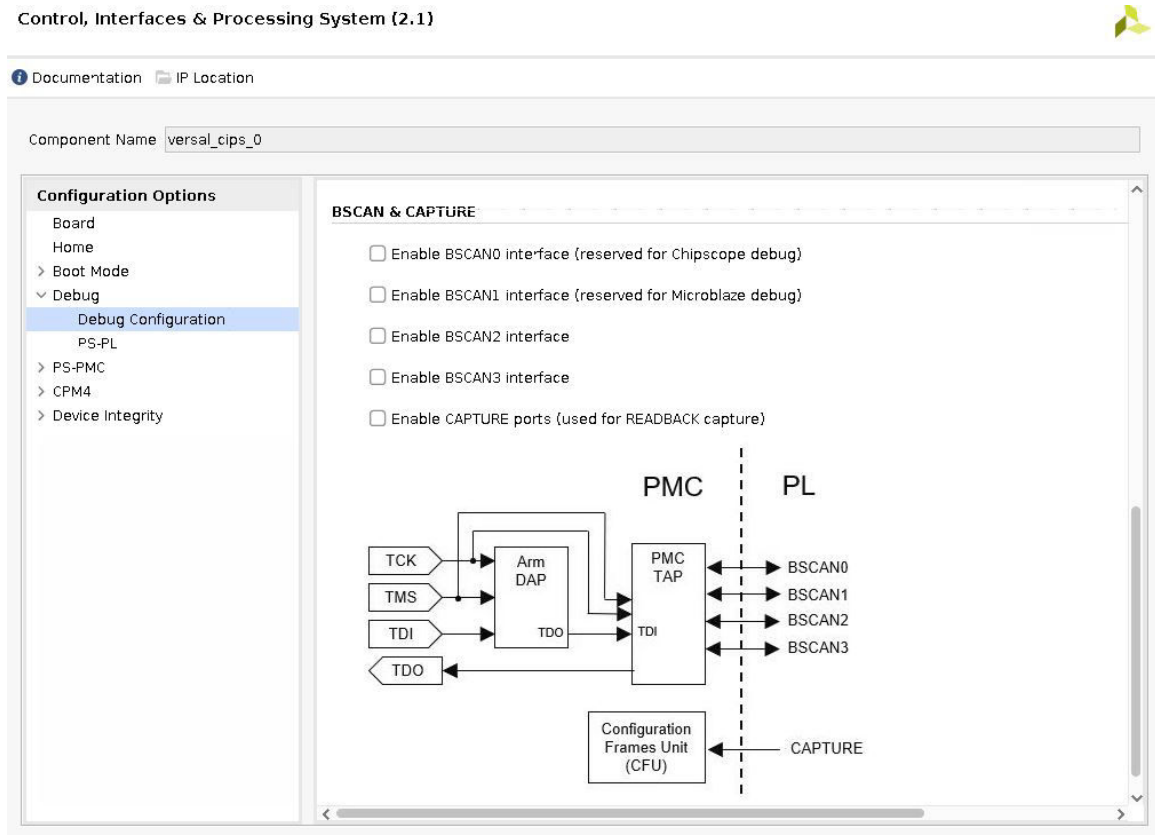 Control, Interfaces & Processing System (2.1)
Documentation IP Location
Component Name versal_cips_0
Configuration Options
Board
Home
Boot Mode
Debug
Debug Configuration
PS-PL
PS-PMC
CPM4
Device Integrity
BSCAN & CAPTURE
Enable BSCAN0 interface (reserved for Chipscope debug)
Enable BSCAN1 interface (reserved for Microblaze debug)
Enable BSCAN2 interface
Enable BSCAN3 interface
Enable CAPTURE ports (used for READBACK capture)
PMC PL
TCK
TMS
TDI
TDO
Arm
DAP
TDO
PMC
TAP
TDI
BSCAN0
BSCAN1
BSCAN2
BSCAN3
Configuration
Frames Unit
(CFU)
CAPTURE